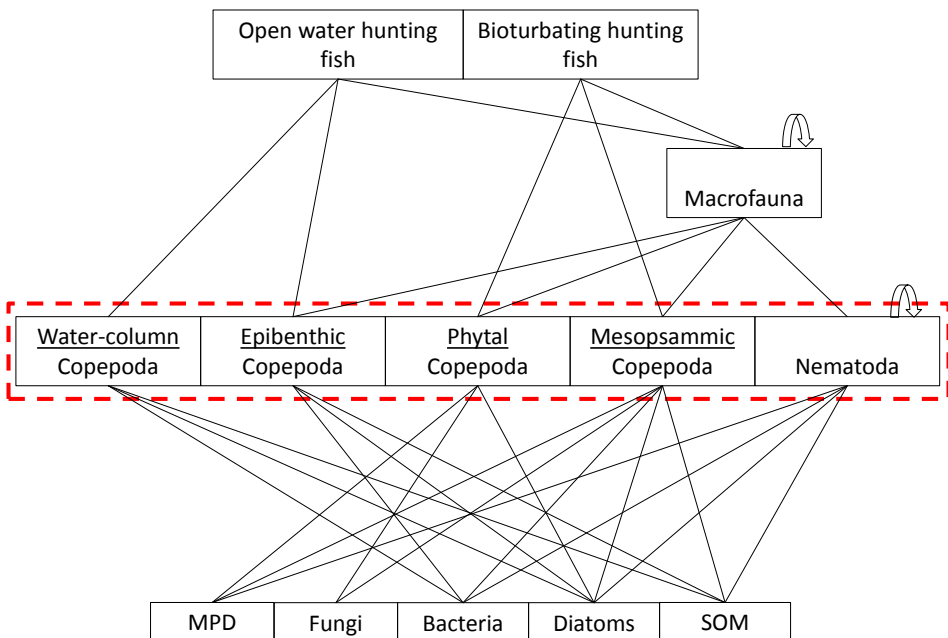 Open water hunting
fish
Bioturbating hunting
fish
Macrofauna
Water-column
Copepoda
Epibenthic
Copepoda
Phytal
Copepoda
Mesopsammic
Copepoda
Nematoda
MPD
Fungi
Bacteria
Diatoms
SOM